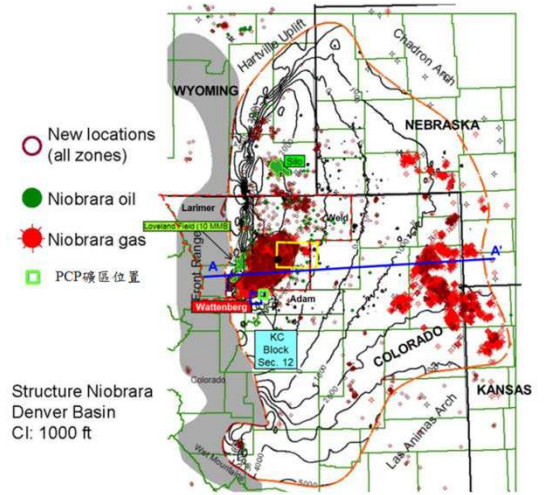 Hartville Uplift
Chadron Arch
WYOMING
NEBRASKA
New locations
(all zones)
Niobrara oil
Niobrara gas
PCP礦區位置
Silo
Larimer
Weld
Loveland Field (10 MMB)
Front Range
A
A'
Wattenberg
Adam
KC
Block
Sec. 12
COLORADO
KANSAS
Colorado
Las Animas Arch
Wet Mountains
Structure Niobrara
Denver Basin
CI: 1000 ft
4000
5000